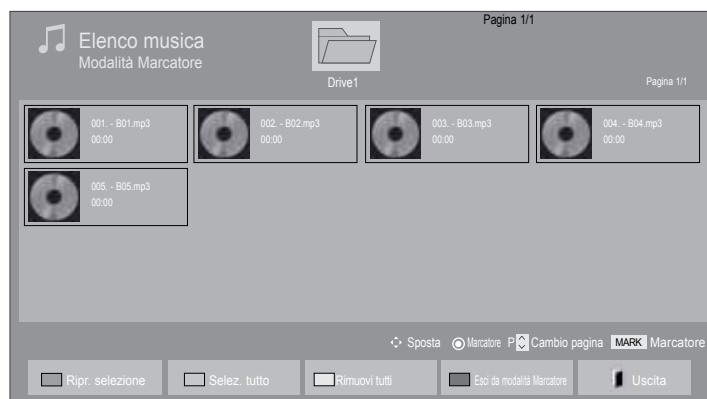 Pagina 1/1
Elenco musica
Modalità Marcatore
Drive1
Pagina 1/1
001. - B01.mp3
00:00
002. - B02.mp3
00:00
003. - B03.mp3
00:00
004. - B04.mp3
00:00
005. - B05.mp3
00:00
Sposta Marcatore P Cambio pagina MARK Marcatore
Ripr. selezione Selez. tutto Rimuovi tutti Esci da modalità Marcatore Uscita